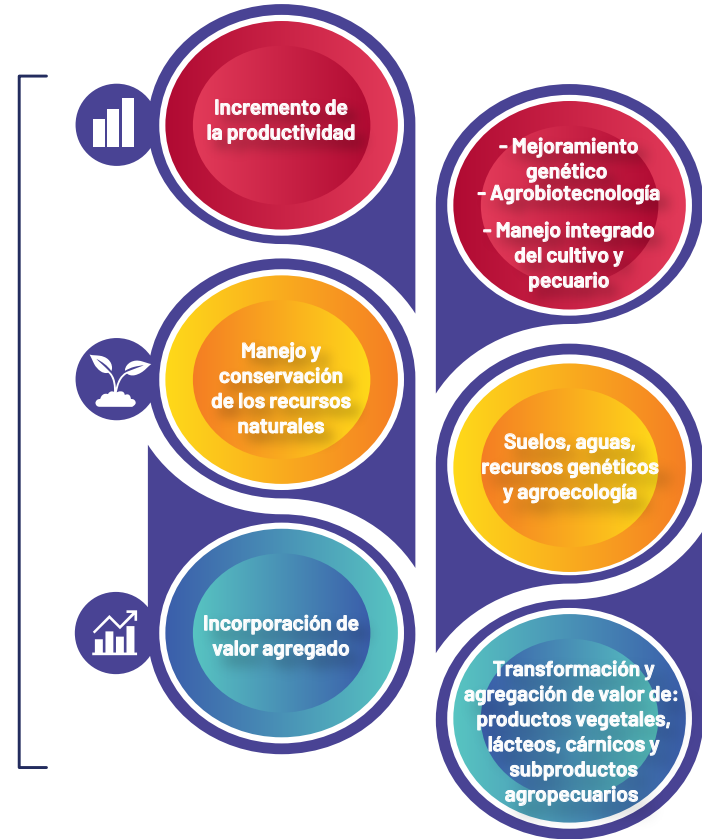 Incremento de
la productividad
- Mejoramiento
genético
- Agrobiotecnología
- Manejo integrado
del cultivo y
pecuario
Manejo y
conservación
de los recursos
naturales
Suelos, aguas,
recursos genéticos
y agroecología
Incorporación de
valor agregado
Transformación y
agregación de valor de:
productos vegetales,
lácteos, cárnicos y
subproductos
agropecuarios